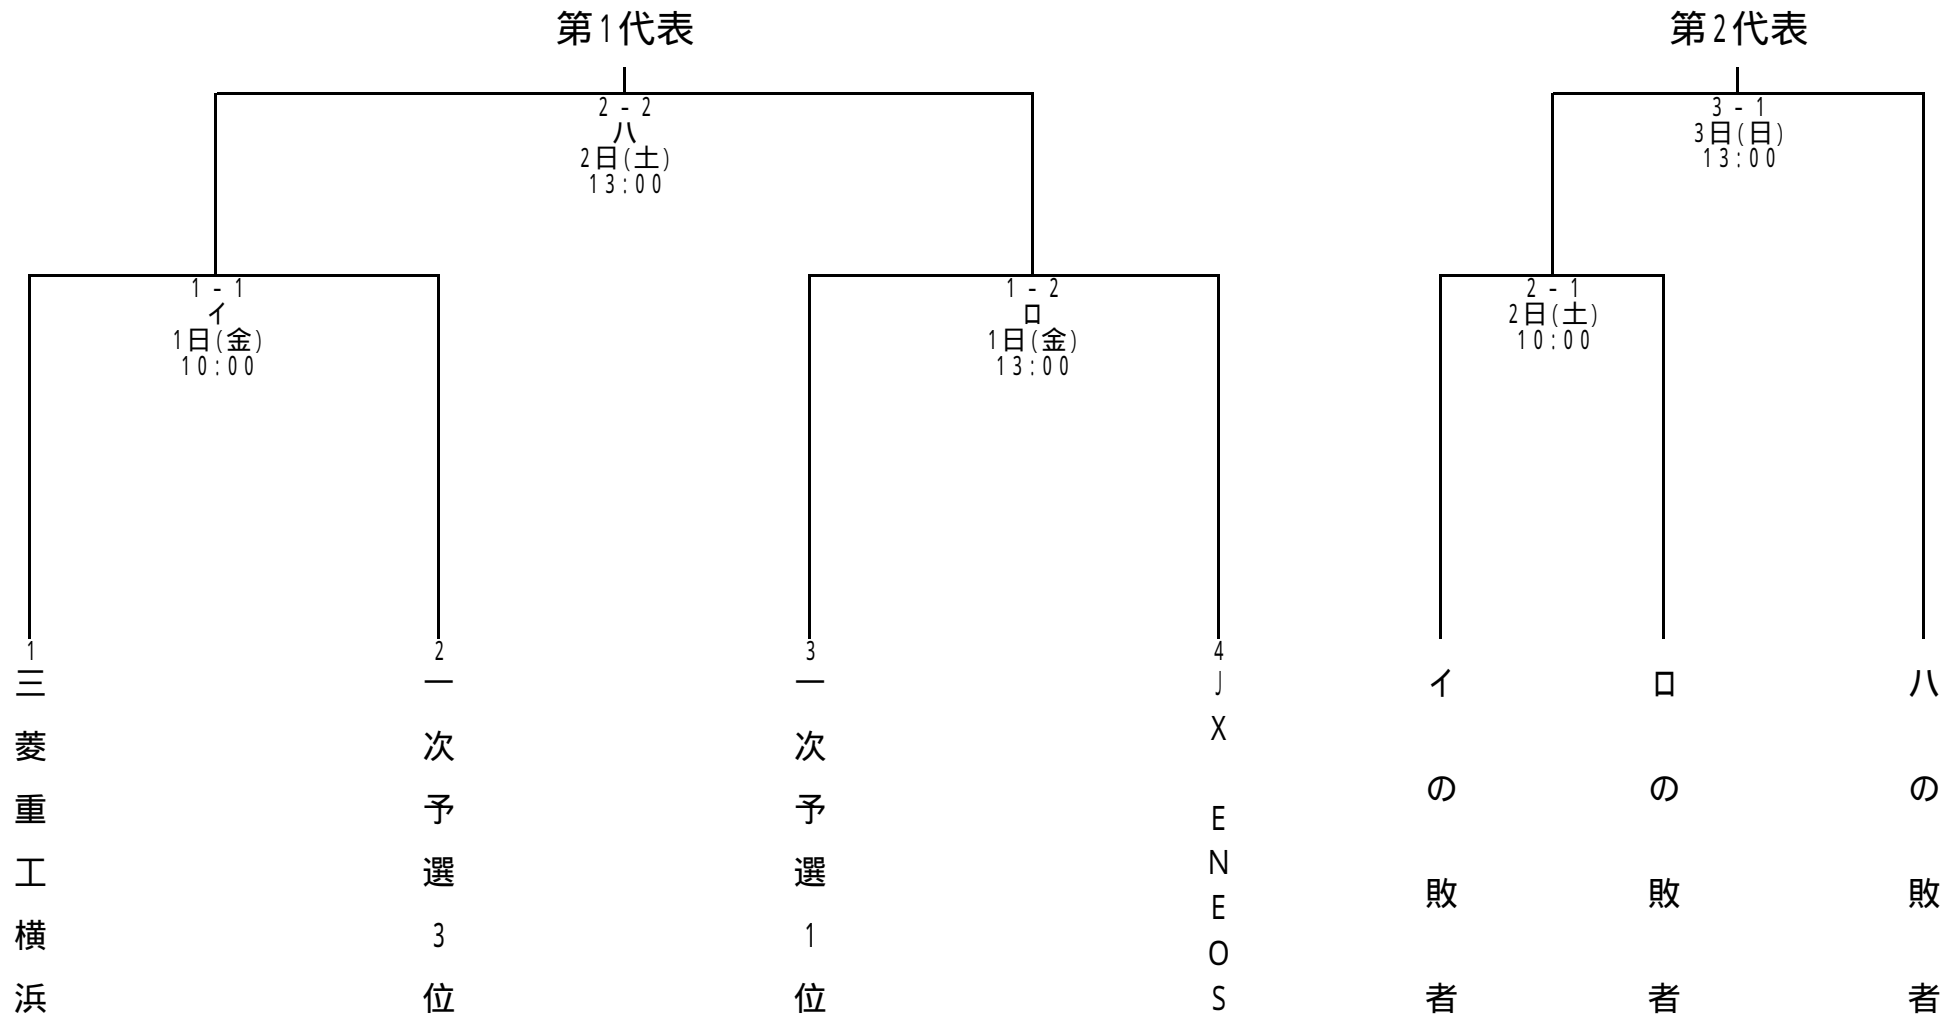 第1代表
2-2
ハ
2日(土)
13:00
1-1
イ
1日(金)
10:00
1-2
ロ
1日(金)
13:00
1
三菱重工横浜
2
一次予選3位
3
一次予選1位
4
JX ENEOS
第2代表
3-1
3日(日)
13:00
2-1
2日(土)
10:00
イの敗者
ロの敗者
ハの敗者